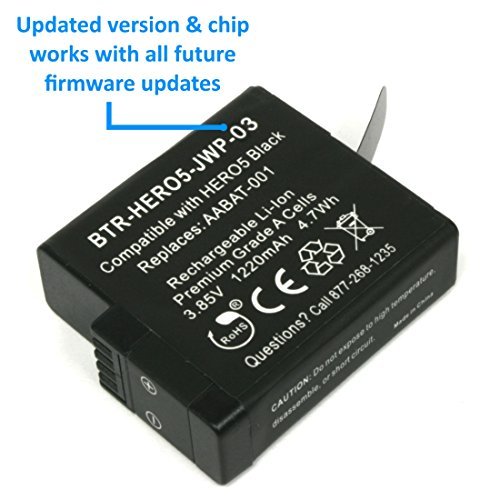 Updated version & chip
works with all future
firmware updates
BTR-HERO5-JWP-03
Compatible with HERO5 Black
Replaces: AABAT-001
Rechargeable Li-Ion
Premium Grade A Cells
3.85V 1220mAh 4.7Wh
RoHS CE
Questions? Call 877-268-1235
Do not expose to extreme temperature,
disassemble, or short circuit.
Made in China
+
-